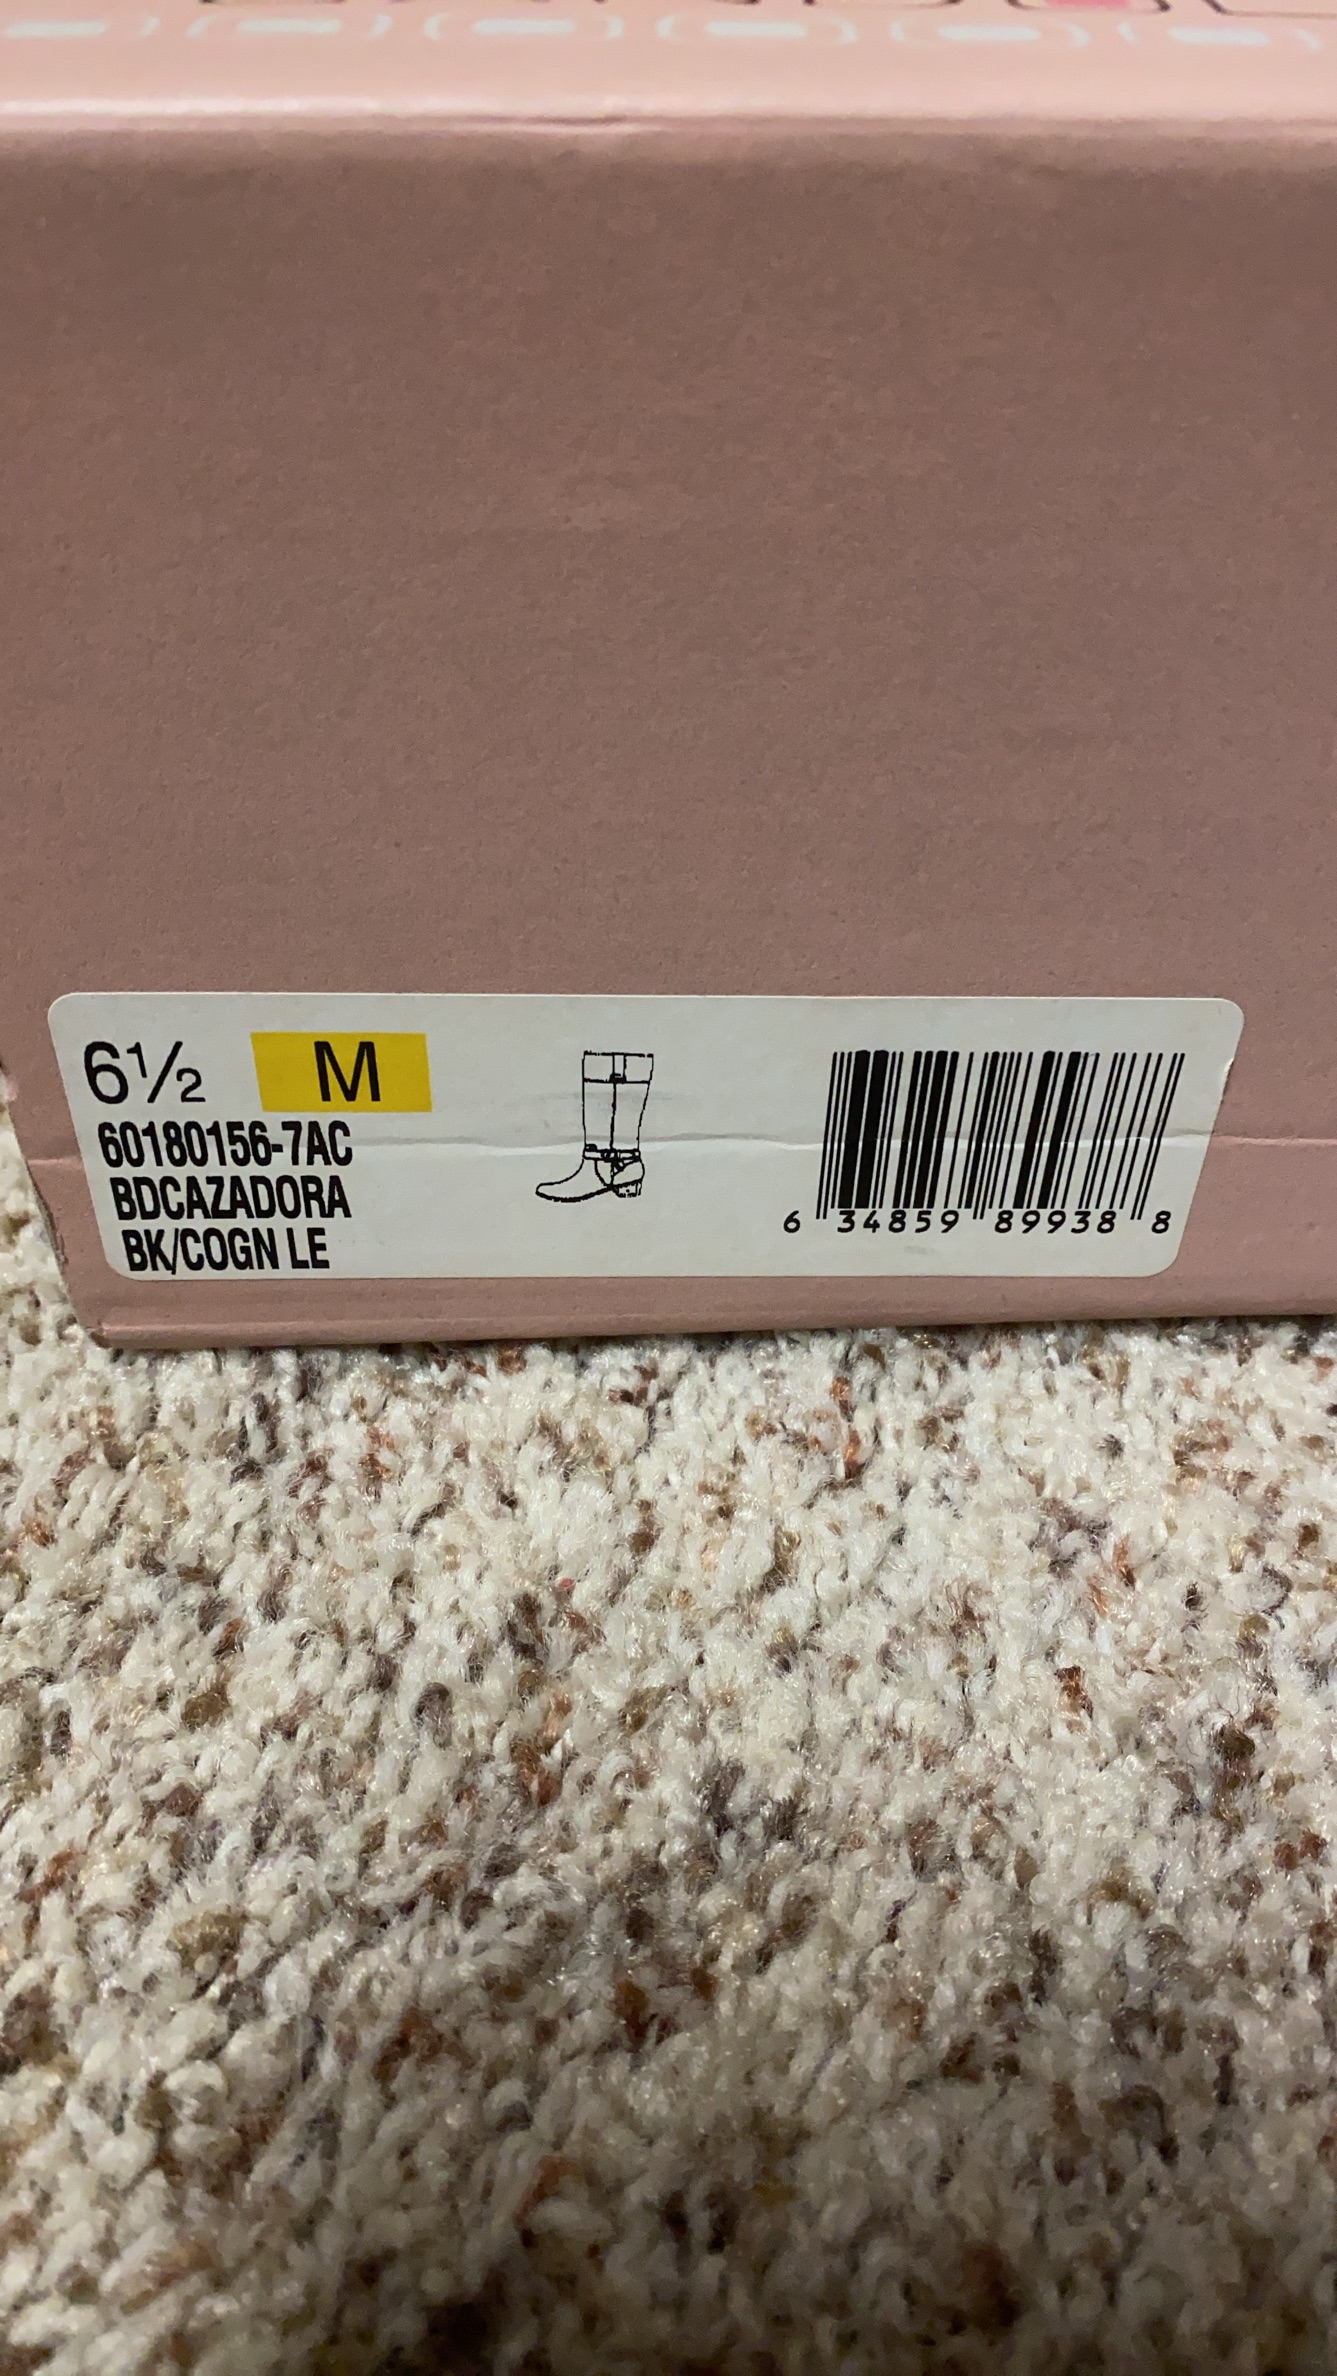 6½ M
60180156-7AC
BDCAZADORA
BK/COGN LE
6 34859 89938 8